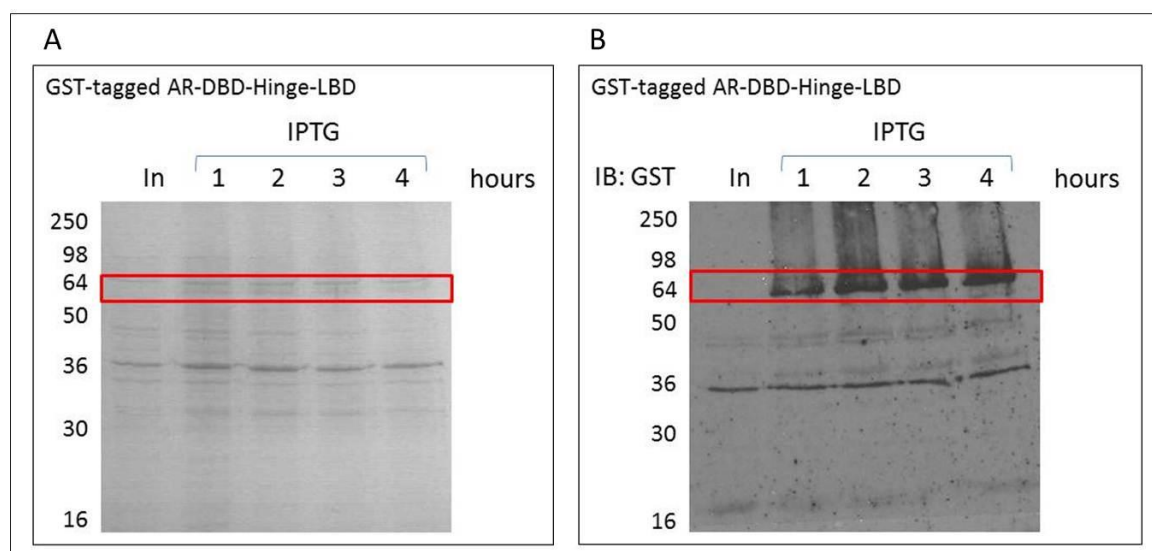 A
GST-tagged AR-DBD-Hinge-LBD
IPTG
In 1 2 3 4 hours
250
98
64
50
36
30
16
B
GST-tagged AR-DBD-Hinge-LBD
IPTG
IB: GST In 1 2 3 4 hours
250
98
64
50
36
30
16